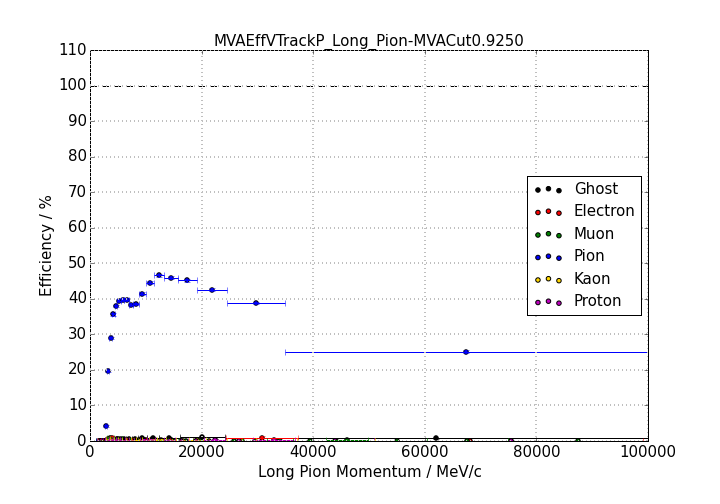 MVAEffVTrackP_Long_Pion-MVACut0.9250
110
100
90
80
70
60
50
40
30
20
10
0
Efficiency / %
Ghost
Electron
Muon
Pion
Kaon
Proton
0 20000 40000 60000 80000 100000
Long Pion Momentum / MeV/c